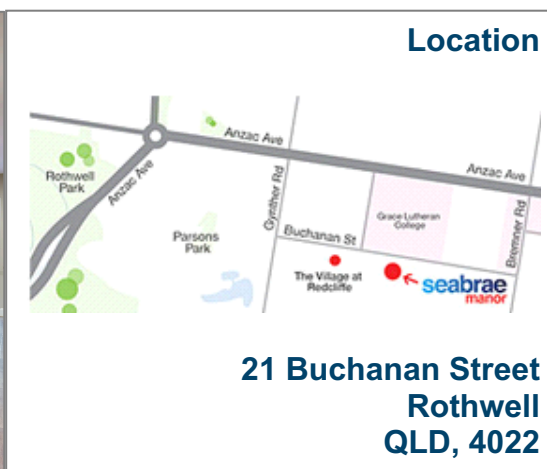 Location
Anzac Ave
Anzac Ave
Rothwell
Park
Anzac Ave
Gynther Rd
Grace Lutheran
College
Bremner Rd
Parsons
Park
Buchanan St
The Village at
Redcliffe
seabrae
manor
21 Buchanan Street
Rothwell
QLD, 4022